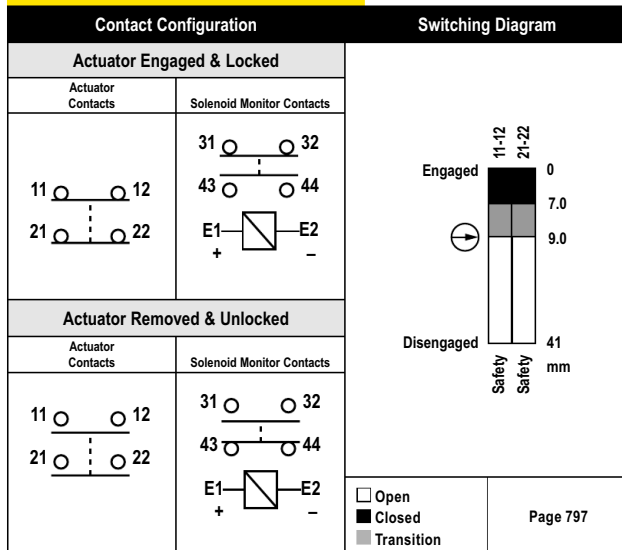 Contact Configuration
Switching Diagram
Actuator Engaged & Locked
Actuator
Contacts
Solenoid Monitor Contacts
11 12
21 22
31 32
43 44
E1 E2
+ –
Actuator Removed & Unlocked
Actuator
Contacts
Solenoid Monitor Contacts
11 12
21 22
31 32
43 44
E1 E2
+ –
11-12
21-22
Engaged
0
7.0
9.0
Disengaged
41
mm
Safety
Safety
Open
Closed
Transition
Page 797